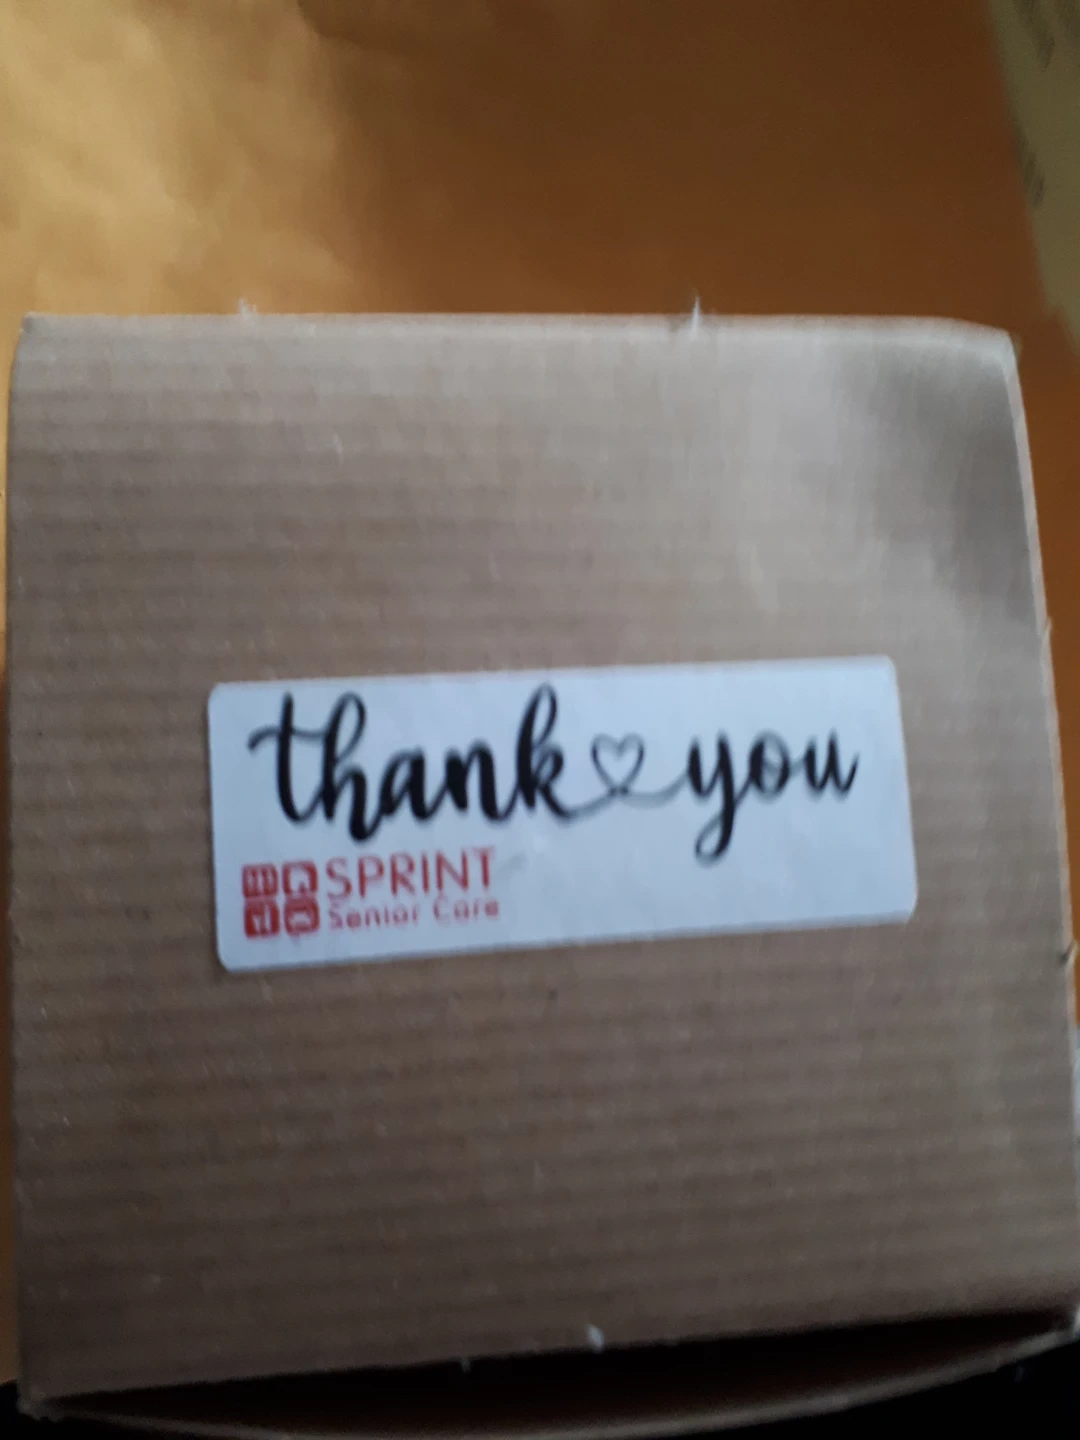 thank you
SPRINT
Senior Care